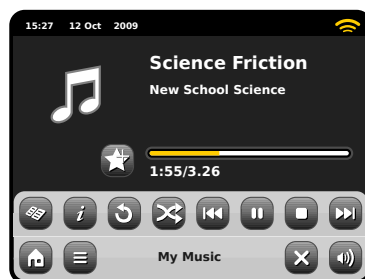 15:27 12 Oct 2009
Science Friction
New School Science
1:55/3.26
i
My Music